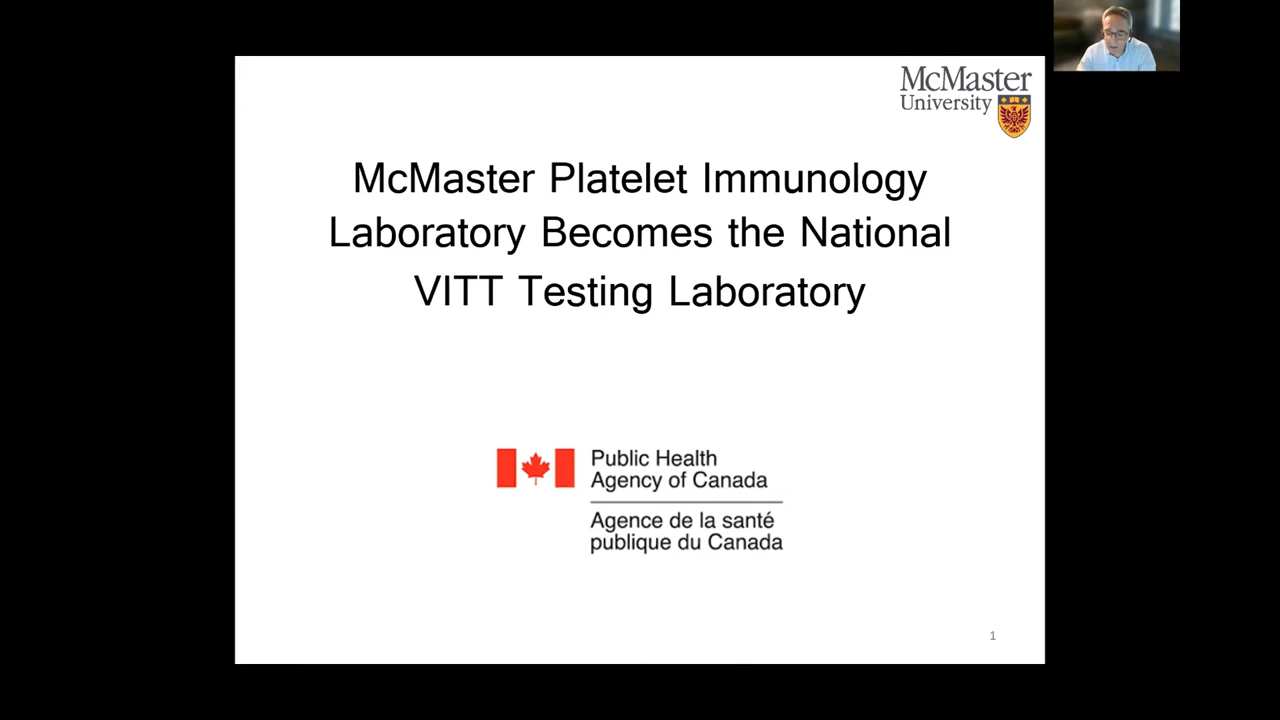 McMaster
University
McMaster Platelet Immunology
Laboratory Becomes the National
VITT Testing Laboratory
Public Health
Agency of Canada
Agence de la santé
publique du Canada
1